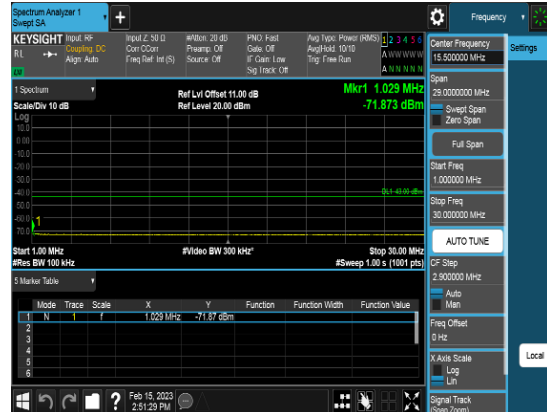 Spectrum Analyzer 1
Swept SA
Frequency
KEYSIGHT
RL
Input: RF
Coupling: DC
Align: Auto
Input Z: 50 Ω
Corr CCorr
Freq Ref: Int (S)
#Atten: 20 dB
Preamp: Off
Source: Off
PNO: Fast
Gate: Off
IF Gain: Low
Sig Track: Off
Avg Type: Power (RMS)
Avg|Hold: 10/10
Trig: Free Run
1 2 3 4 5 6
A W W W W W
A N N N N N
Center Frequency
15.500000 MHz
Settings
1 Spectrum
Scale/Div 10 dB
Ref Lvl Offset 11.00 dB
Ref Level 20.00 dBm
Mkr1 1.029 MHz
-71.873 dBm
Span
29.0000000 MHz
Swept Span
Zero Span
Full Span
Log
10.0
0.00
-10.0
-20.0
-30.0
-40.0
-50.0
-70.0
DL1 -43.00 dBm
1
Start Freq
1.000000 MHz
Stop Freq
30.000000 MHz
AUTO TUNE
Start 1.00 MHz
#Res BW 100 kHz
#Video BW 300 kHz*
Stop 30.00 MHz
#Sweep 1.00 s (1001 pts)
CF Step
2.900000 MHz
Auto
Man
5 Marker Table
Mode Trace Scale X Y Function Function Width Function Value
1 N 1 f 1.029 MHz -71.87 dBm
2
3
4
5
6
Freq Offset
0 Hz
X Axis Scale
Log
Lin
Local
Signal Track
(Span Zoom)
Feb 15, 2023
2:51:29 PM